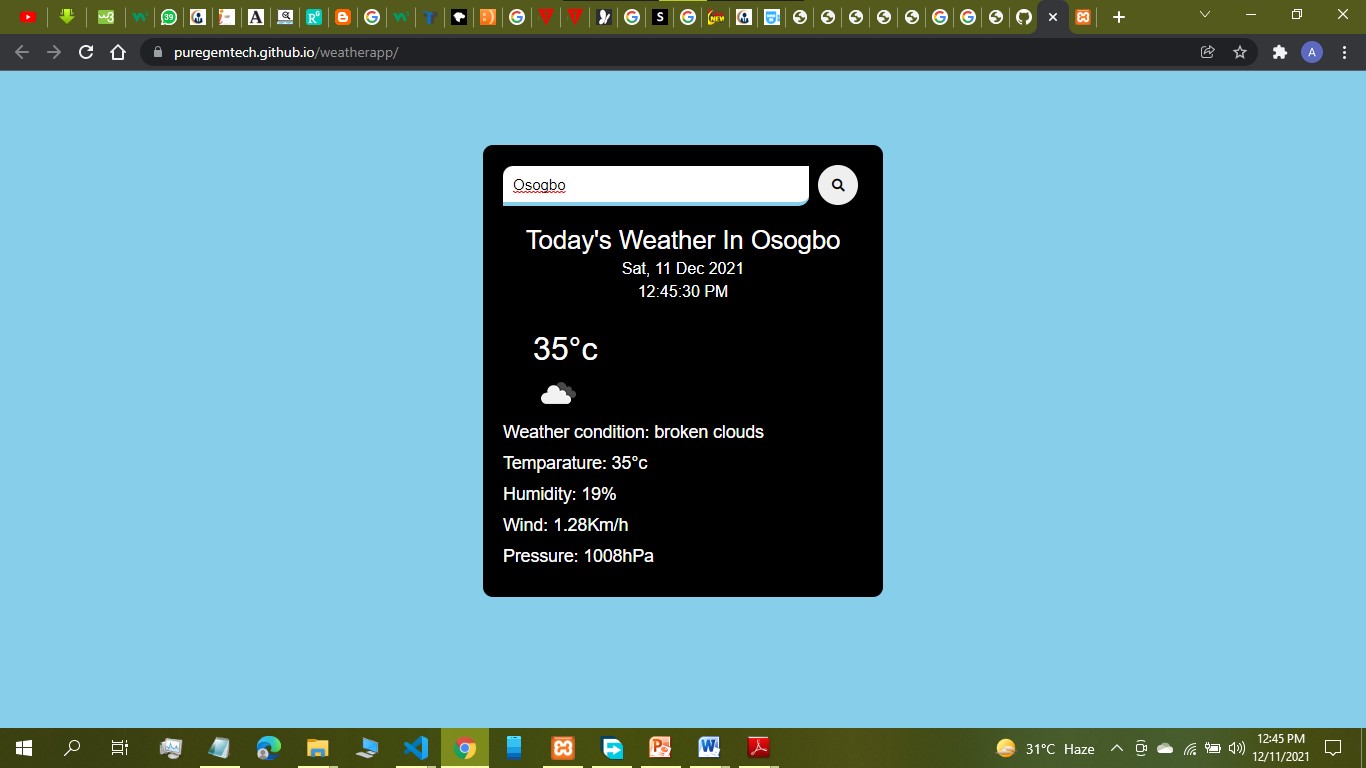 39
NEW
puregemtech.github.io/weatherapp/
A
Osogbo
Today's Weather In Osogbo
Sat, 11 Dec 2021
12:45:30 PM
35°c
Weather condition: broken clouds
Temparature: 35°c
Humidity: 19%
Wind: 1.28Km/h
Pressure: 1008hPa
31°C Haze
12:45 PM
12/11/2021